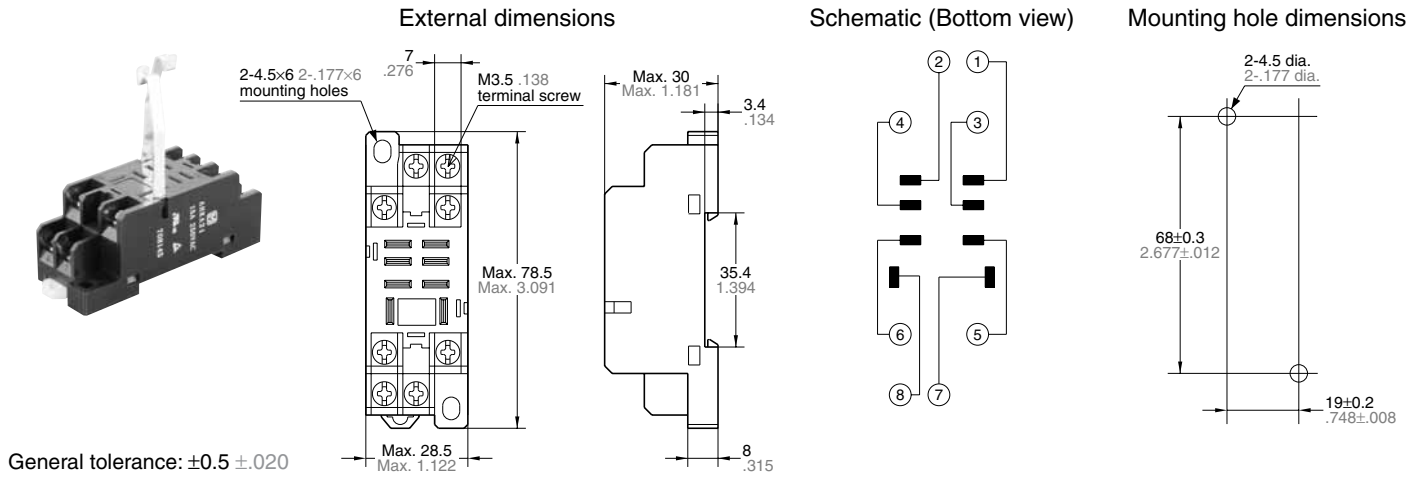 External dimensions
Schematic (Bottom view)
Mounting hole dimensions
7
.276
2-4.5×6 2-.177×6
mounting holes
M3.5 .138
terminal screw
Max. 78.5
Max. 3.091
Max. 28.5
Max. 1.122
Max. 30
Max. 1.181
3.4
.134
35.4
1.394
8
.315
2
1
4
3
6
5
8
7
2-4.5 dia.
2-.177 dia.
68±0.3
2.677±.012
19±0.2
.748±.008
General tolerance: ±0.5 ±.020